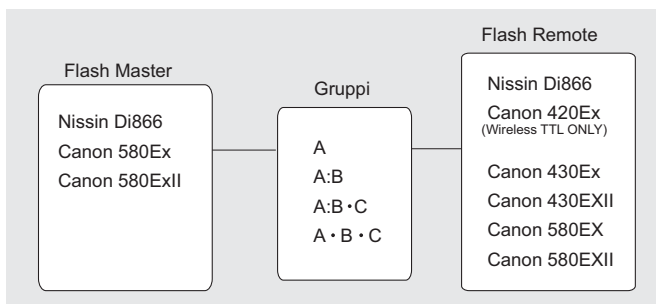 Flash Master
Nissin Di866
Canon 580Ex
Canon 580ExII
Gruppi
A
A:B
A:B・C
A・B・C
Flash Remote
Nissin Di866
Canon 420Ex
(Wireless TTL ONLY)
Canon 430Ex
Canon 430EXII
Canon 580EX
Canon 580EXII